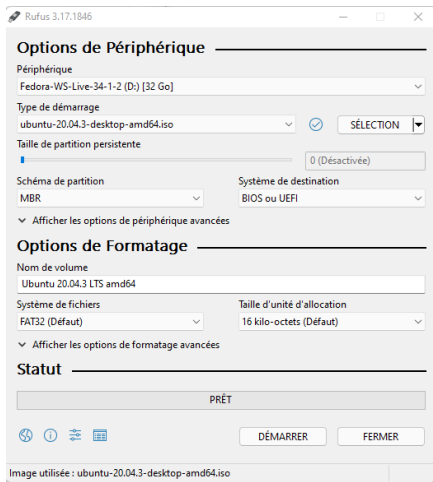 Rufus 3.17.1846
Options de Périphérique
Périphérique
Fedora-WS-Live-34-1-2 (D:) [32 Go]
Type de démarrage
ubuntu-20.04.3-desktop-amd64.iso
SÉLECTION
Taille de partition persistente
0 (Désactivée)
Schéma de partition
Système de destination
MBR
BIOS ou UEFI
Afficher les options de périphérique avancées
Options de Formatage
Nom de volume
Ubuntu 20.04.3 LTS amd64
Système de fichiers
Taille d'unité d'allocation
FAT32 (Défaut)
16 kilo-octets (Défaut)
Afficher les options de formatage avancées
Statut
PRÊT
DÉMARRER
FERMER
Image utilisée : ubuntu-20.04.3-desktop-amd64.iso